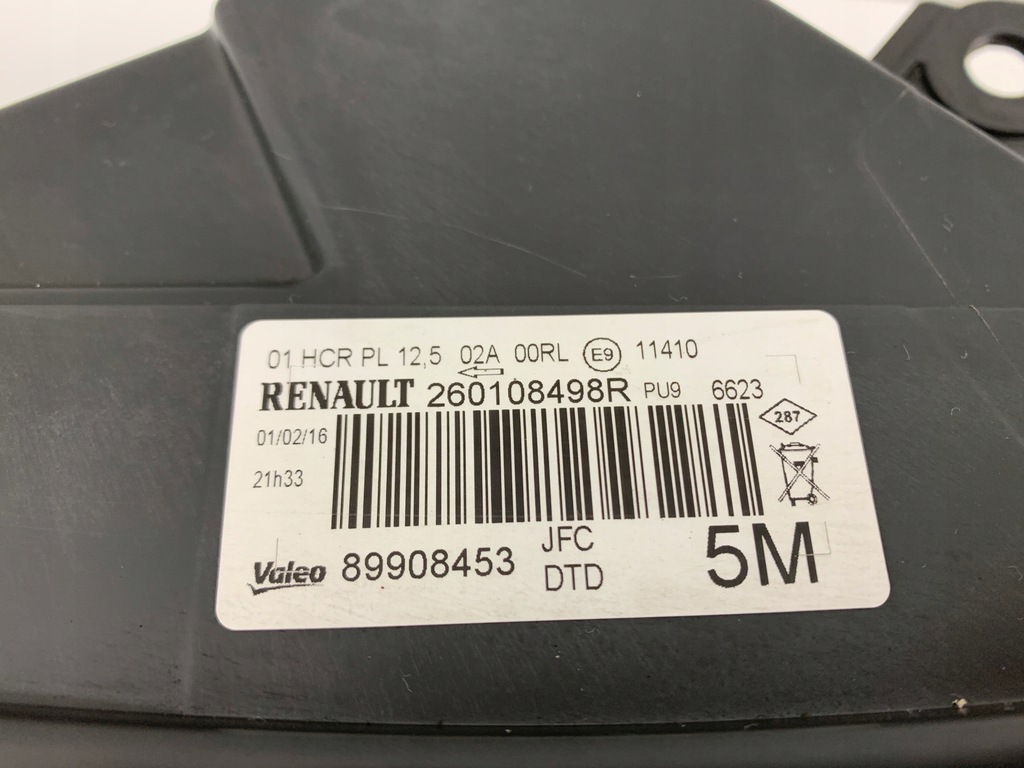 01 HCR PL 12,5 02A 00RL E9 11410
RENAULT 260108498R PU9 6623
287
01/02/16
21h33
Valeo 89908453
JFC
DTD
5M